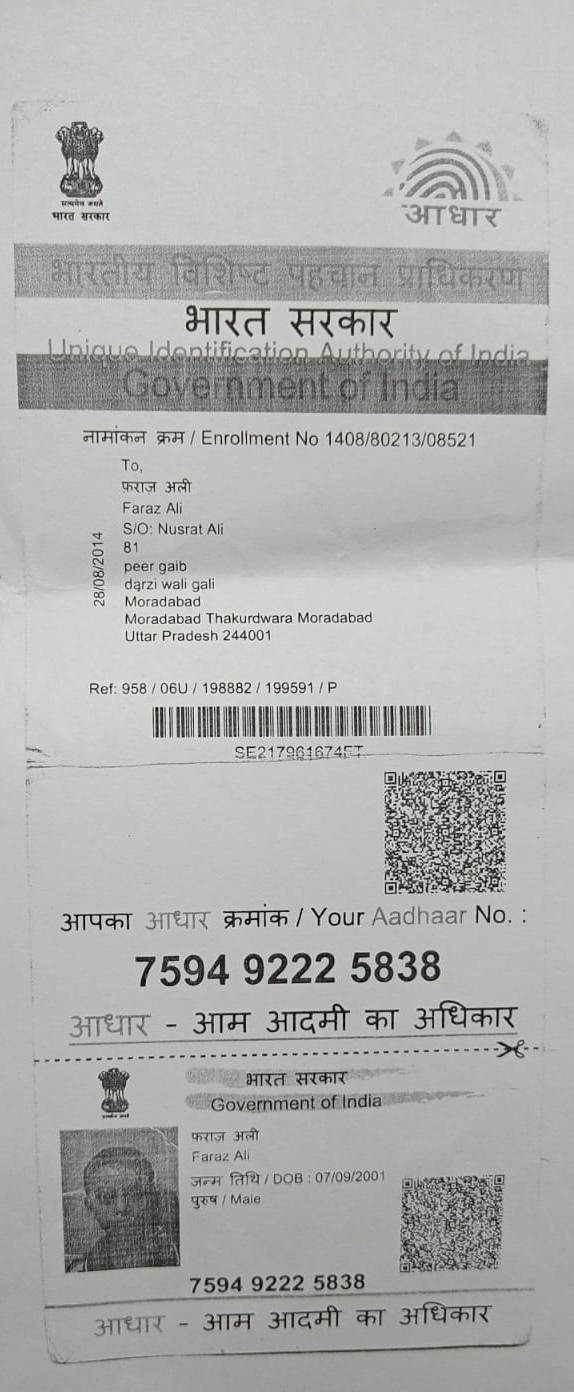 सत्यमेव जयते
भारत सरकार
आधार
भारतीय विशिष्ट पहचान प्राधिकरण
भारत सरकार
Unique Identification Authority of India
Government of India
नामांकन क्रम / Enrollment No 1408/80213/08521
To,
फ़राज़ अली
Faraz Ali
S/O: Nusrat Ali
81
peer gaib
darzi wali gali
Moradabad
Moradabad Thakurdwara Moradabad
Uttar Pradesh 244001
28/08/2014
Ref: 958 / 06U / 198882 / 199591 / P
SE217961674FT
आपका आधार क्रमांक / Your Aadhaar No. :
7594 9222 5838
आधार - आम आदमी का अधिकार
भारत सरकार
Government of India
फराज़ अली
Faraz Ali
जन्म तिथि / DOB : 07/09/2001
पुरुष / Male
7594 9222 5838
आधार - आम आदमी का अधिकार